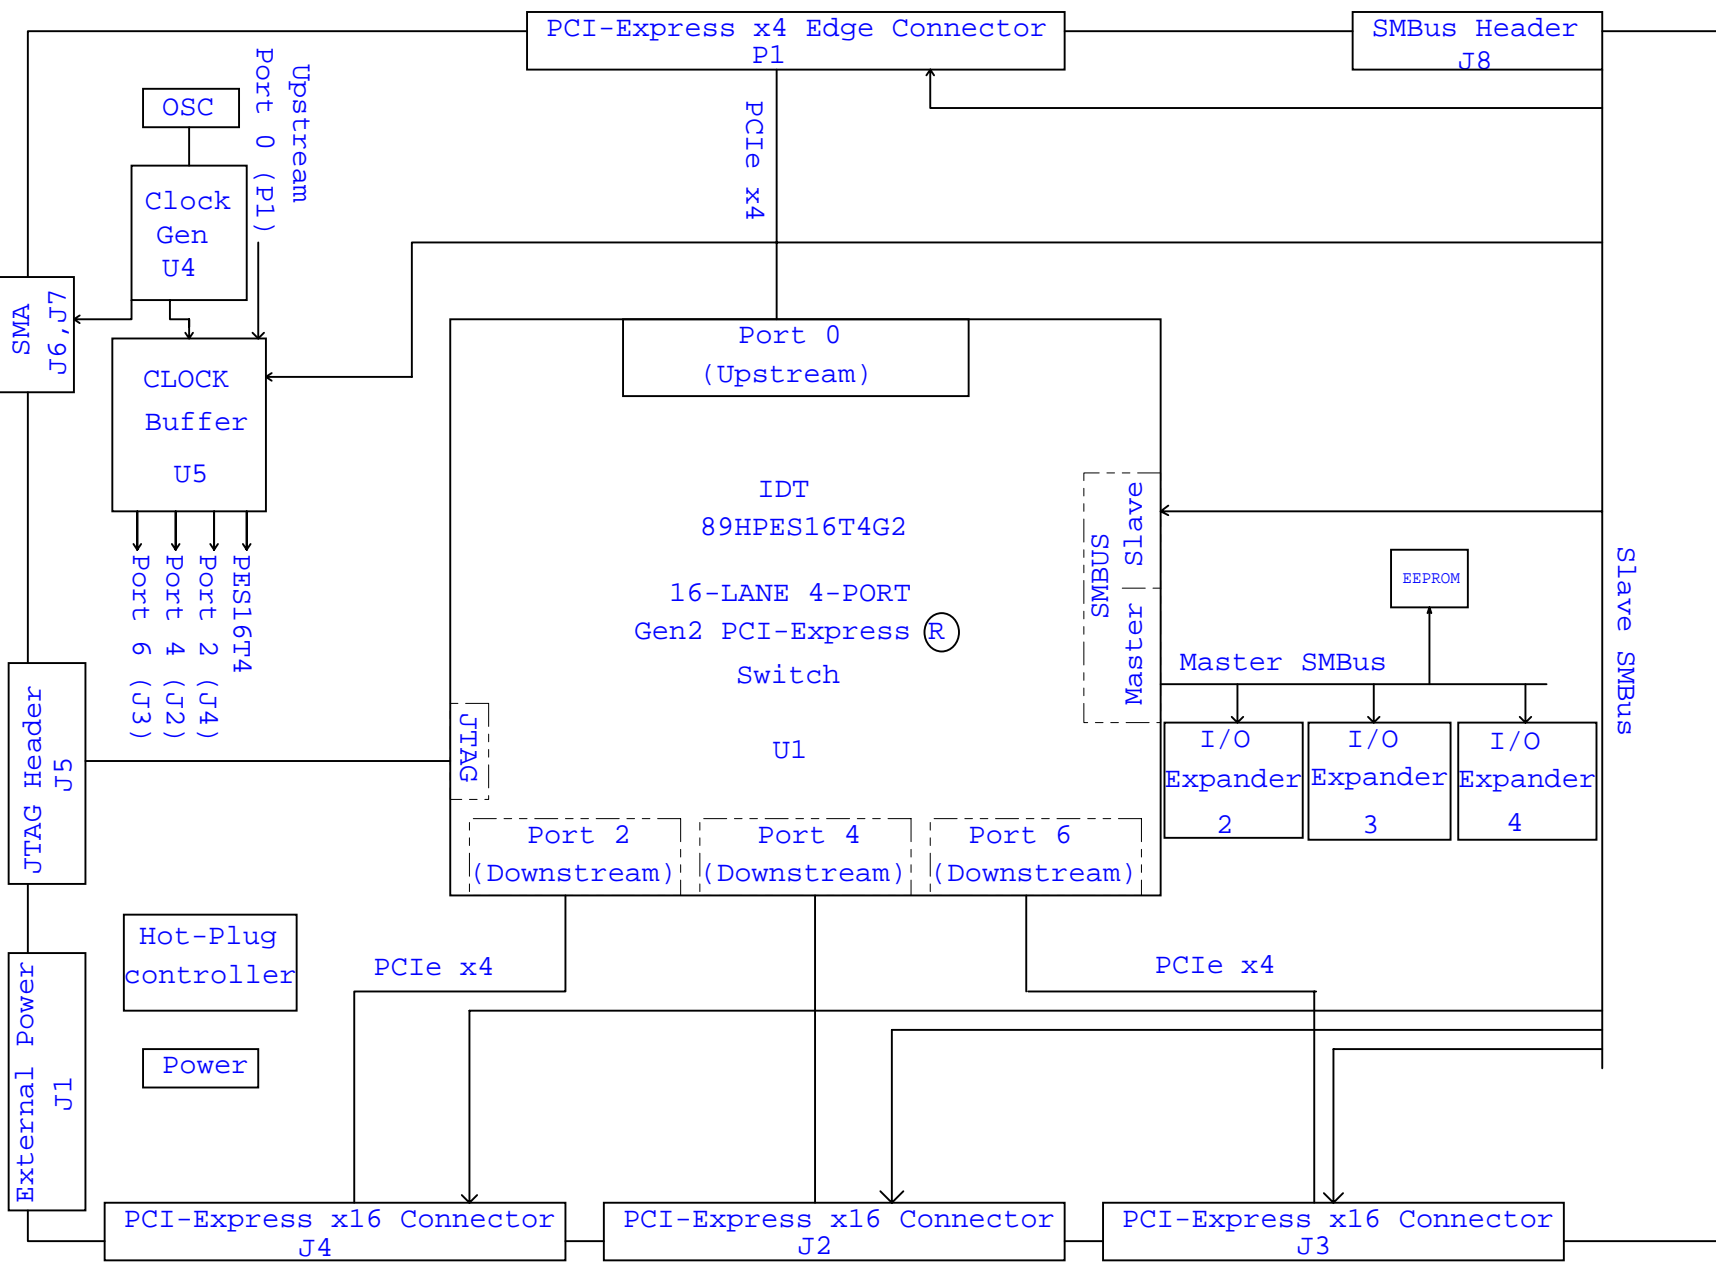 PCI-Express x4 Edge Connector
P1
SMBus Header
J8
OSC
Upstream
Port 0 (P1)
PCIe x4
Clock
Gen
U4
SMA
J6,J7
CLOCK
Buffer
U5
Port 0
(Upstream)
IDT
89HPES16T4G2
16-LANE 4-PORT
Gen2 PCI-Express R
Switch
U1
SMBUS
Slave
Master
EEPROM
Slave SMBus
Master SMBus
PES16T4
Port 2 (J4)
Port 4 (J2)
Port 6 (J3)
JTAG Header
J5
JTAG
I/O
Expander
2
I/O
Expander
3
I/O
Expander
4
Port 2
(Downstream)
Port 4
(Downstream)
Port 6
(Downstream)
Hot-Plug
controller
PCIe x4
PCIe x4
External Power
J1
Power
PCI-Express x16 Connector
J4
PCI-Express x16 Connector
J2
PCI-Express x16 Connector
J3